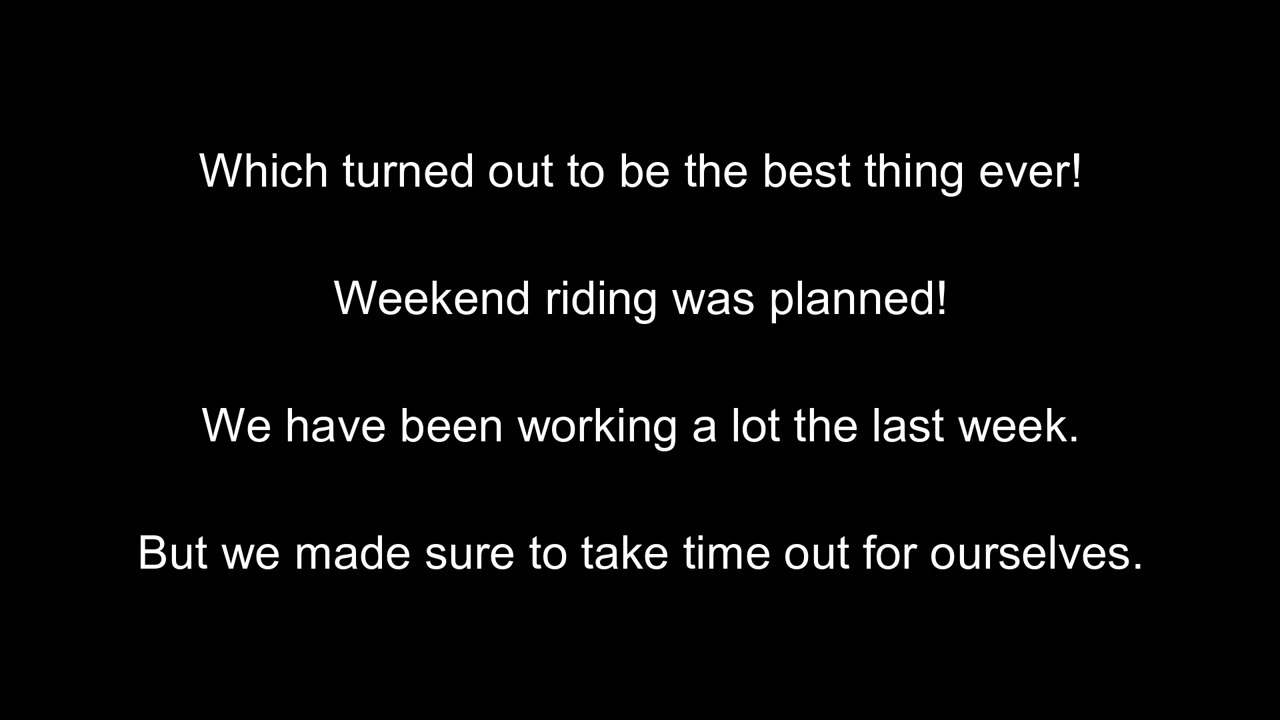 Which turned out to be the best thing ever!
Weekend riding was planned!
We have been working a lot the last week.
But we made sure to take time out for ourselves.